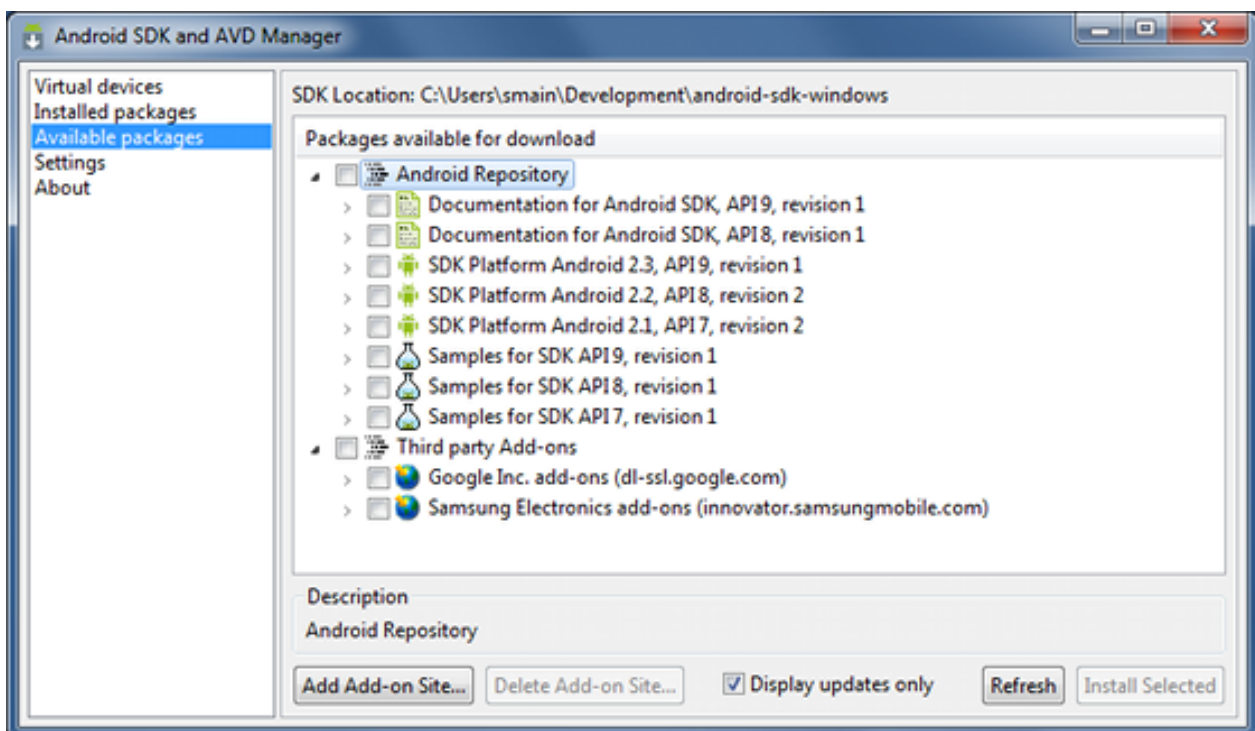 Android SDK and AVD Manager
Virtual devices
Installed packages
Available packages
Settings
About
SDK Location: C:\Users\smain\Development\android-sdk-windows
Packages available for download
Android Repository
Documentation for Android SDK, API 9, revision 1
Documentation for Android SDK, API 8, revision 1
SDK Platform Android 2.3, API 9, revision 1
SDK Platform Android 2.2, API 8, revision 2
SDK Platform Android 2.1, API 7, revision 2
Samples for SDK API 9, revision 1
Samples for SDK API 8, revision 1
Samples for SDK API 7, revision 1
Third party Add-ons
Google Inc. add-ons (dl-ssl.google.com)
Samsung Electronics add-ons (innovator.samsungmobile.com)
Description
Android Repository
Add Add-on Site... Delete Add-on Site... Display updates only Refresh Install Selected